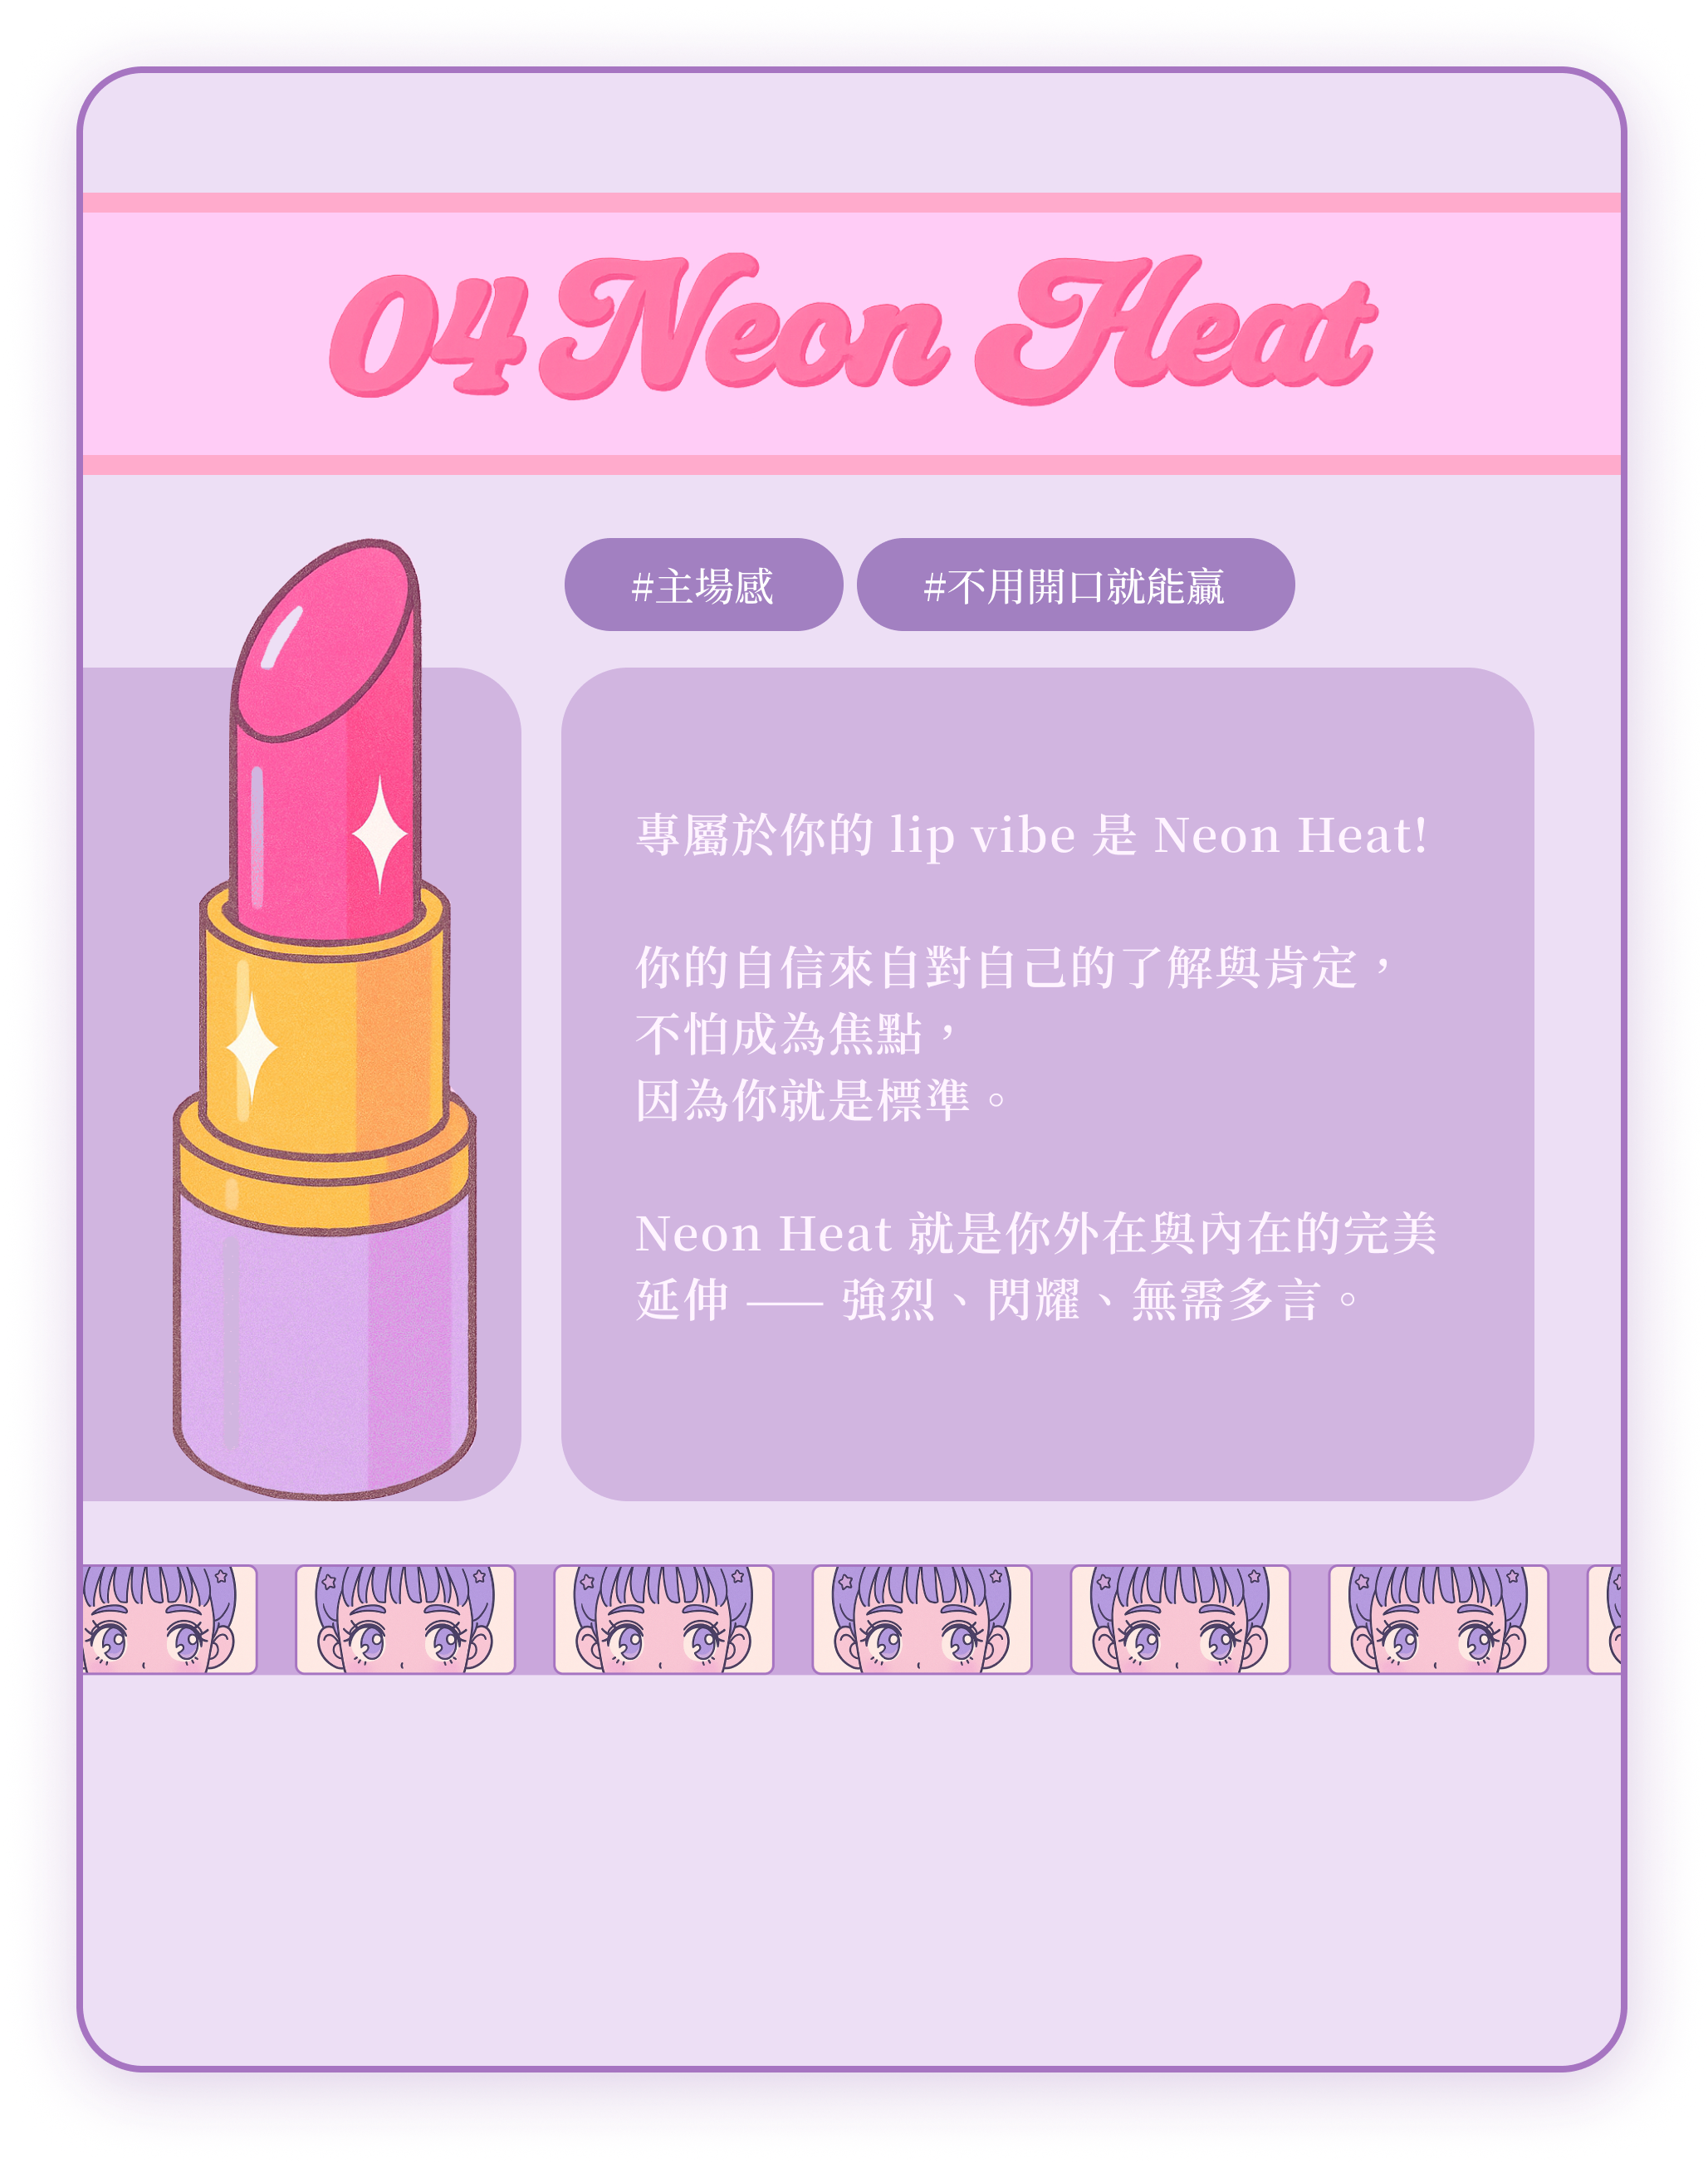 04 Neon Heat
#主場感 #不用開口就能贏
專屬於你的 lip vibe 是 Neon Heat!
你的自信來自對自己的了解與肯定，
不怕成為焦點，
因為你就是標準。
Neon Heat 就是你外在與內在的完美
延伸 —— 強烈、閃耀、無需多言。